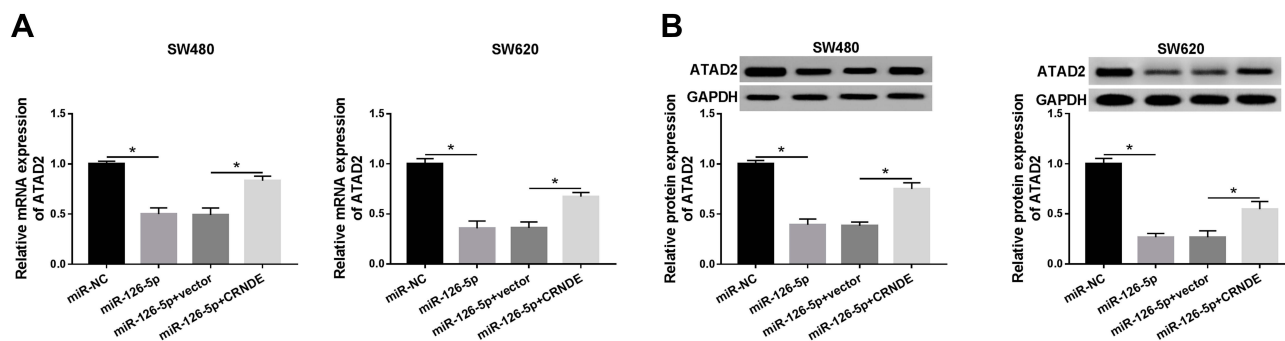 A
SW480
Relative mRNA expression
of ATAD2
1.5
1.0
0.5
0.0
*
*
miR-NC
miR-126-5p
miR-126-5p+vector
miR-126-5p+CRNDE
SW620
Relative mRNA expression
of ATAD2
1.5
1.0
0.5
0.0
*
*
miR-NC
miR-126-5p
miR-126-5p+vector
miR-126-5p+CRNDE
B
SW480
ATAD2
GAPDH
Relative protein expression
of ATAD2
1.5
1.0
0.5
0.0
*
*
miR-NC
miR-126-5p
miR-126-5p+vector
miR-126-5p+CRNDE
SW620
ATAD2
GAPDH
Relative protein expression
of ATAD2
1.5
1.0
0.5
0.0
*
*
miR-NC
miR-126-5p
miR-126-5p+vector
miR-126-5p+CRNDE